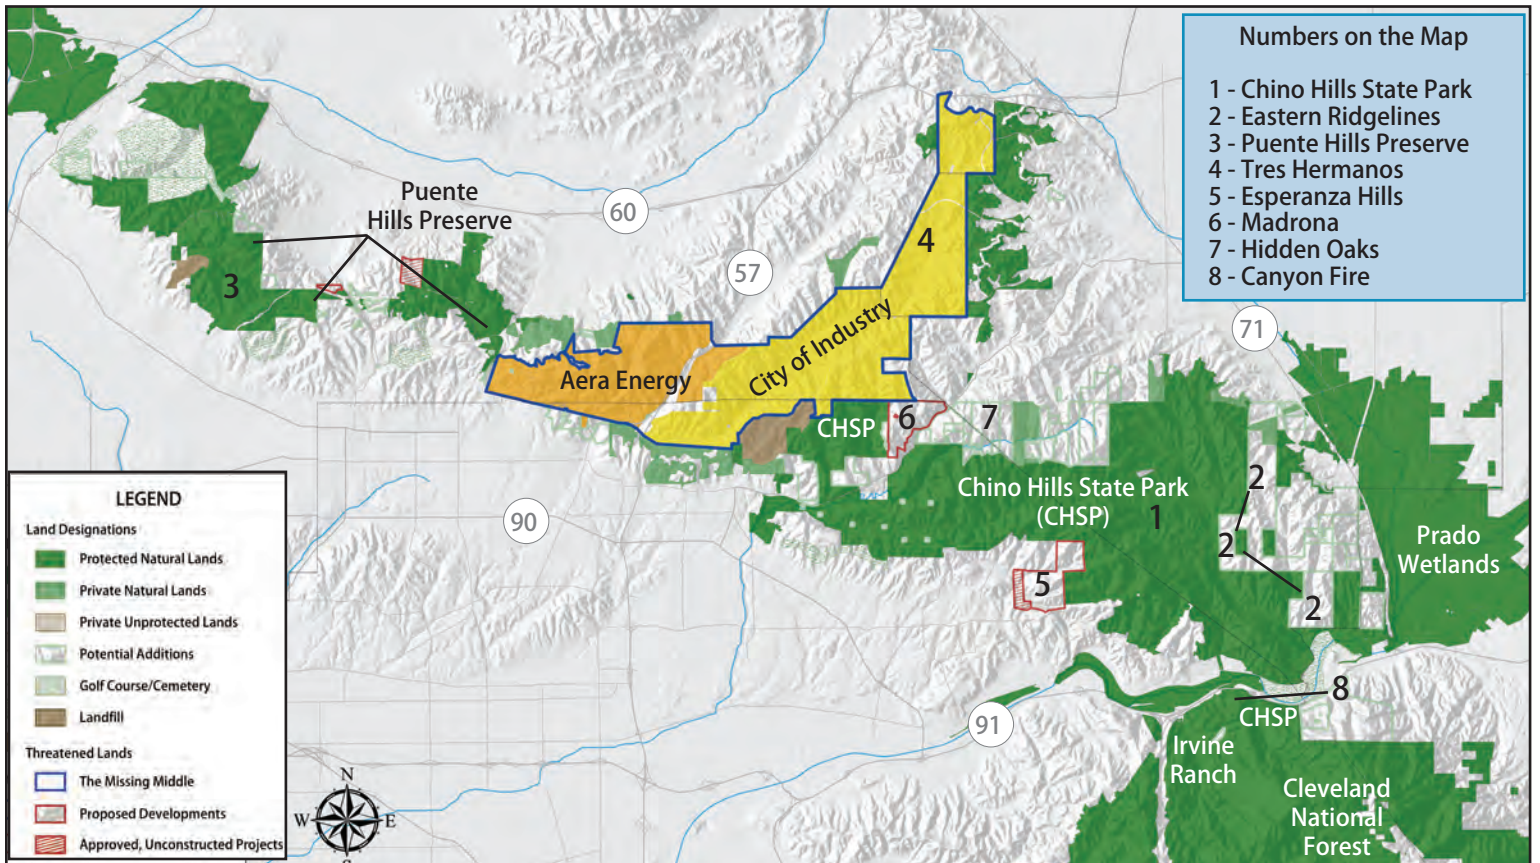 Numbers on the Map
1 - Chino Hills State Park
2 - Eastern Ridgelines
3 - Puente Hills Preserve
4 - Tres Hermanos
5 - Esperanza Hills
6 - Madrona
7 - Hidden Oaks
8 - Canyon Fire
Puente
Hills Preserve
60
57
71
4
3
City of Industry
Aera Energy
CHSP
6
7
Chino Hills State Park
(CHSP)
1
2
2
2
Prado
Wetlands
90
5
8
CHSP
91
Irvine
Ranch
Cleveland
National
Forest
LEGEND
Land Designations
Protected Natural Lands
Private Natural Lands
Private Unprotected Lands
Potential Additions
Golf Course/Cemetery
Landfill
Threatened Lands
The Missing Middle
Proposed Developments
Approved, Unconstructed Projects
N
W
E
S